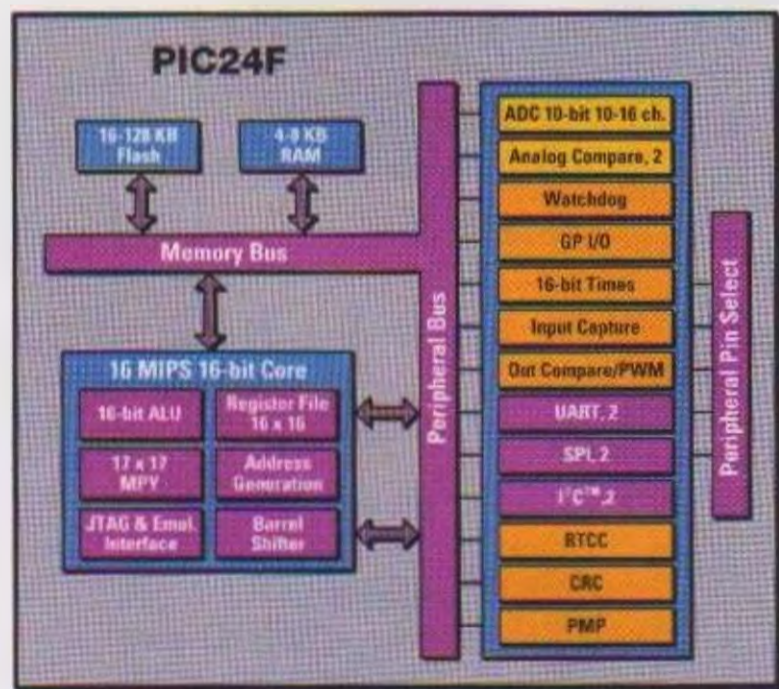 PIC24F
16-128 KB
Flash
4-8 KB
RAM
Memory Bus
16 MIPS 16-bit Core
16-bit ALU
Register File
16 x 16
17 x 17
MPY
Address
Generation
JTAG & Emul.
Interface
Barrel
Shifter
Peripheral Bus
ADC 10-bit 10-16 ch.
Analog Compare, 2
Watchdog
GP I/O
16-bit Times
Input Capture
Out Compare/PWM
UART, 2
SPI, 2
I²C™, 2
RTCC
CRC
PMP
Peripheral Pin Select